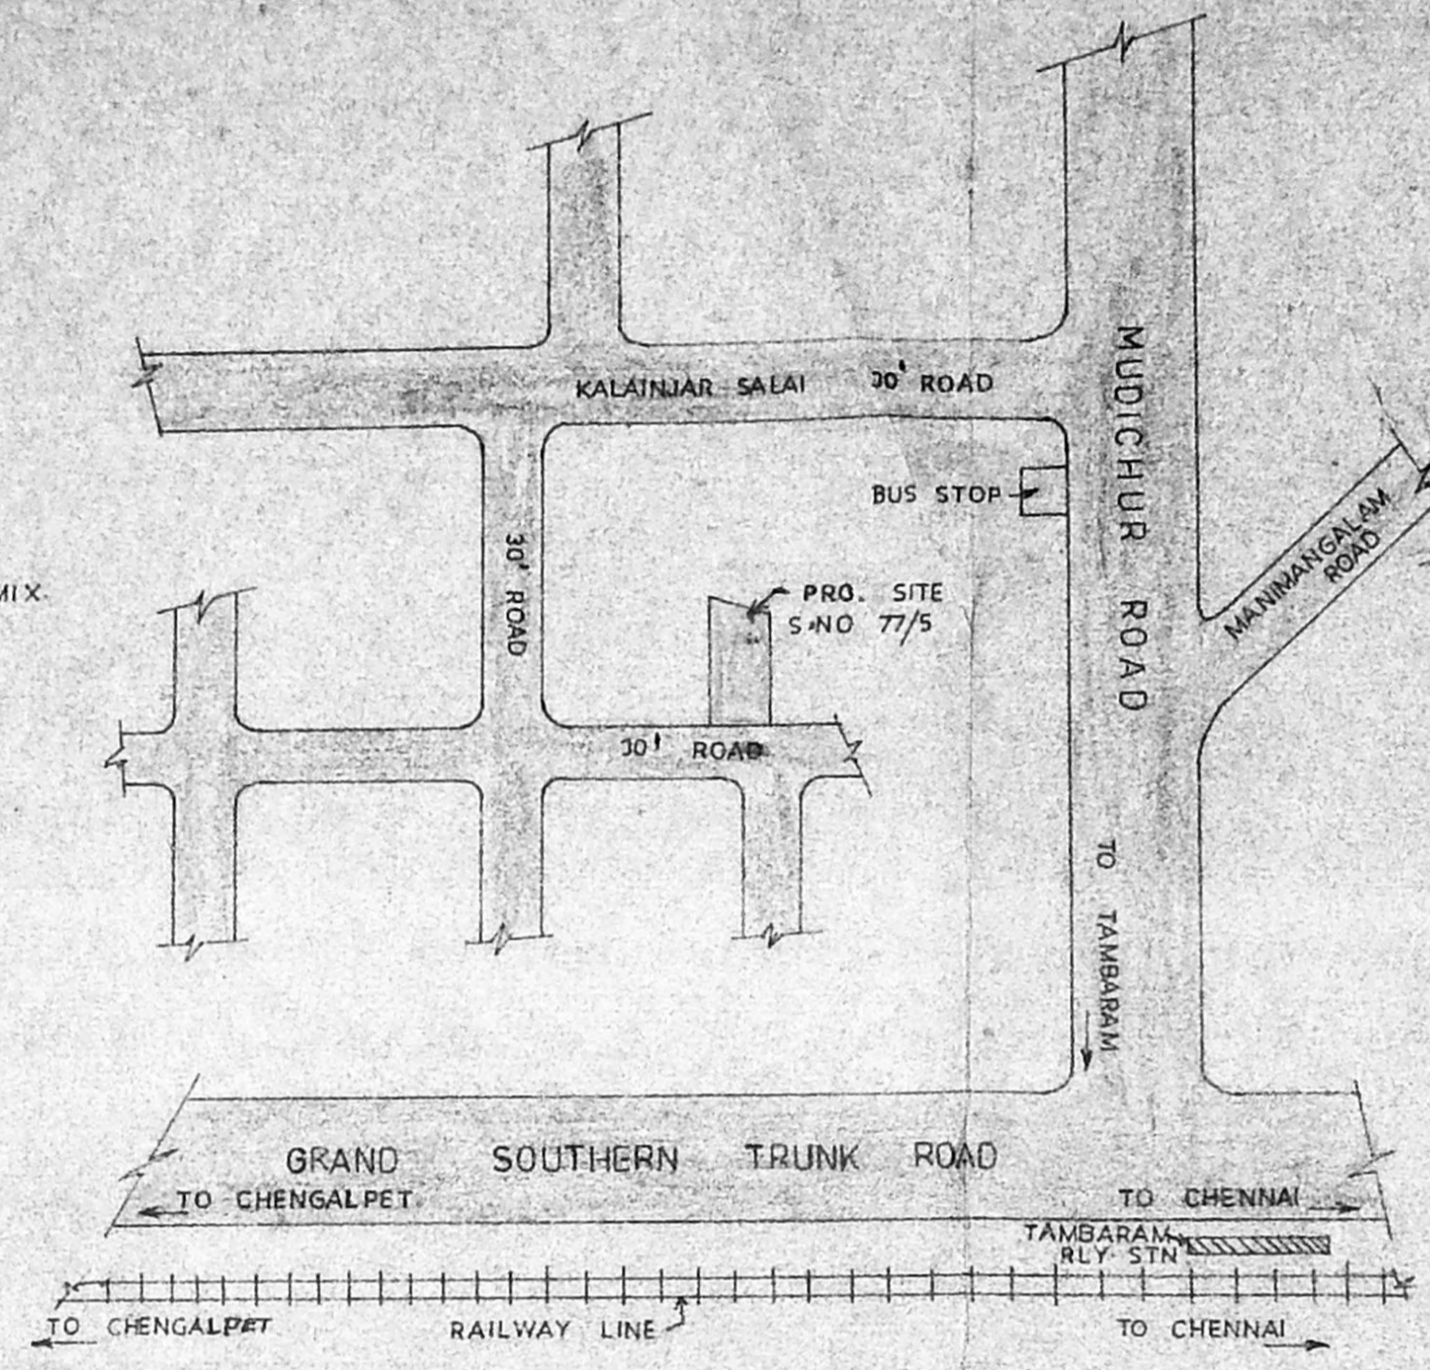 KALAINJAR SALAI 30' ROAD
MUDICHUR ROAD
BUS STOP
MANIMANGALAM
ROAD
30' ROAD
MIX.
PRO. SITE
S.NO 77/5
30' ROAD
TO TAMBARAM
GRAND SOUTHERN TRUNK ROAD
TO CHENGALPET
TO CHENNAI
TAMBARAM
RLY STN
TO CHENGALPET
RAILWAY LINE
TO CHENNAI